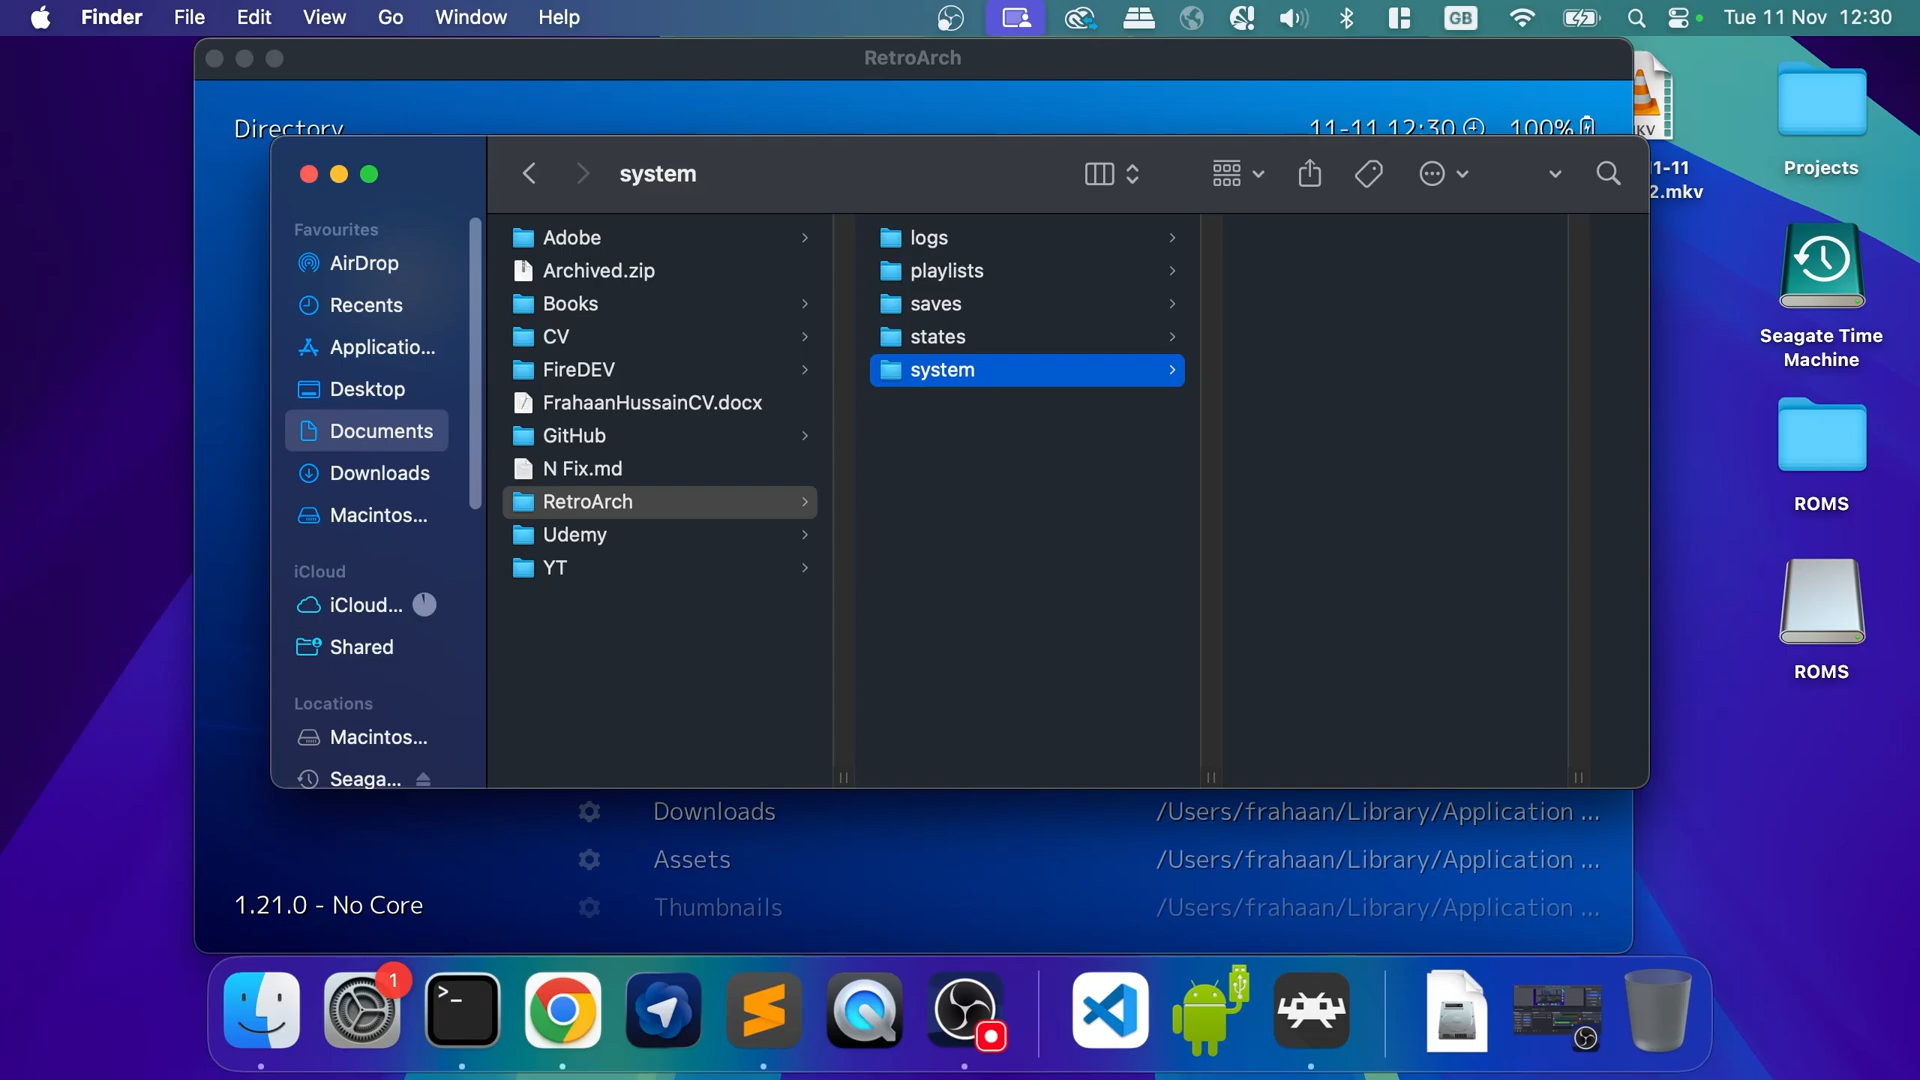 Finder File Edit View Go Window Help GB Tue 11 Nov 12:30
RetroArch
Directory 11-11 12:30 100%
system
Favourites
AirDrop
Recents
Applicatio...
Desktop
Documents
Downloads
Macintos...
iCloud
iCloud...
Shared
Locations
Macintos...
Seaga...
Adobe
Archived.zip
Books
CV
FireDEV
FrahaanHussainCV.docx
GitHub
N Fix.md
RetroArch
Udemy
YT
logs
playlists
saves
states
system
Downloads /Users/frahaan/Library/Application ...
Assets /Users/frahaan/Library/Application ...
Thumbnails /Users/frahaan/Library/Application ...
1.21.0 - No Core
1-11
2.mkv
Projects
Seagate Time
Machine
ROMS
ROMS
1
>_